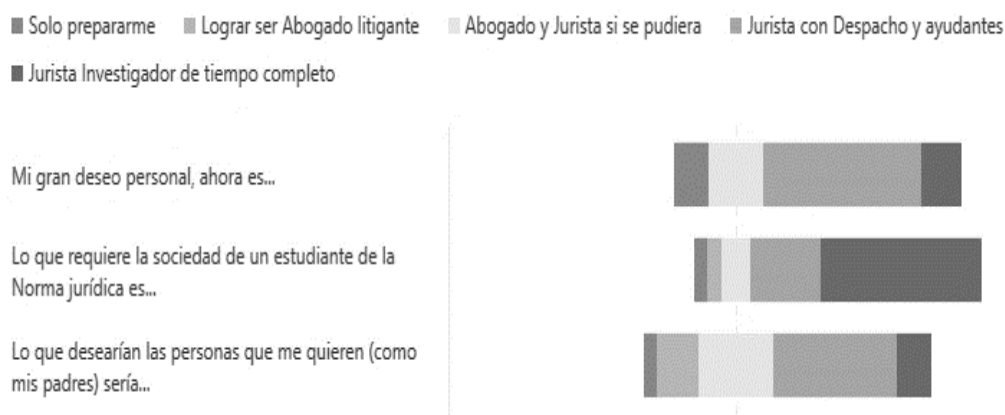 Solo prepararme Lograr ser Abogado litigante Abogado y Jurista si se pudiera Jurista con Despacho y ayudantes
Jurista Investigador de tiempo completo
Mi gran deseo personal, ahora es...
Lo que requiere la sociedad de un estudiante de la
Norma jurídica es...
Lo que desearían las personas que me quieren (como
mis padres) sería...